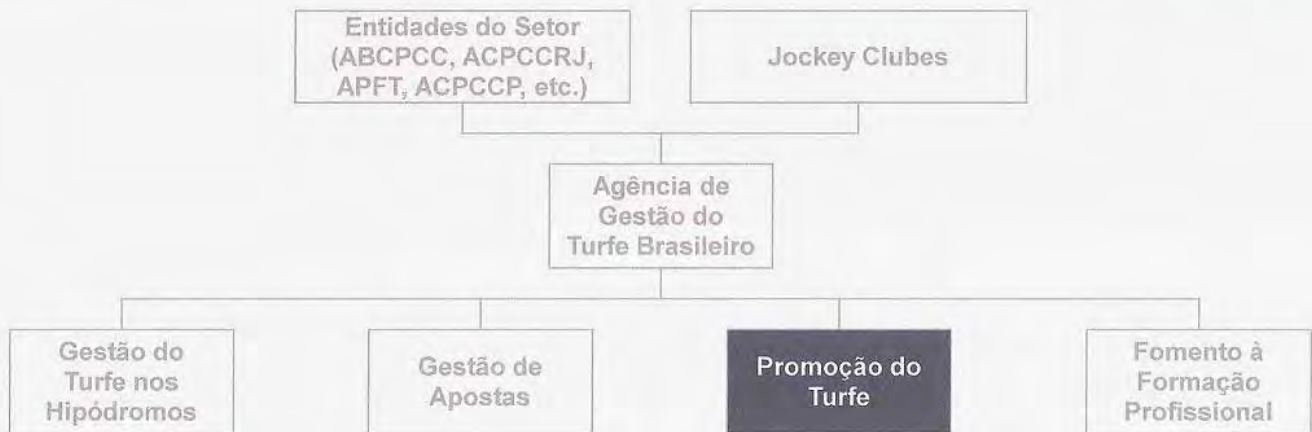 Entidades do Setor
(ABCPCC, ACPCCRJ,
APFT, ACPCCP, etc.)
Jockey Clubes
Agência de
Gestão do
Turfe Brasileiro
Gestão do
Turfe nos
Hipódromos
Gestão de
Apostas
Promoção do
Turfe
Fomento à
Formação
Profissional